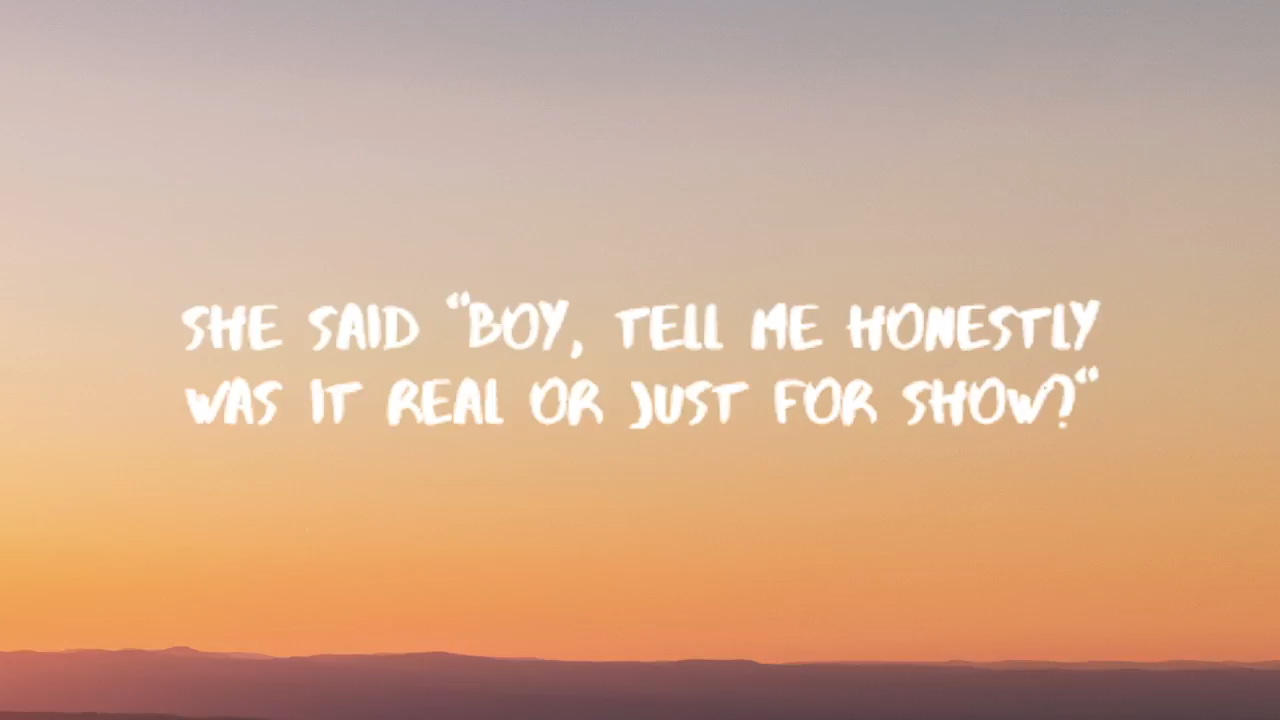 SHE SAID “BOY, TELL ME HONESTLY
WAS IT REAL OR JUST FOR SHOW?“